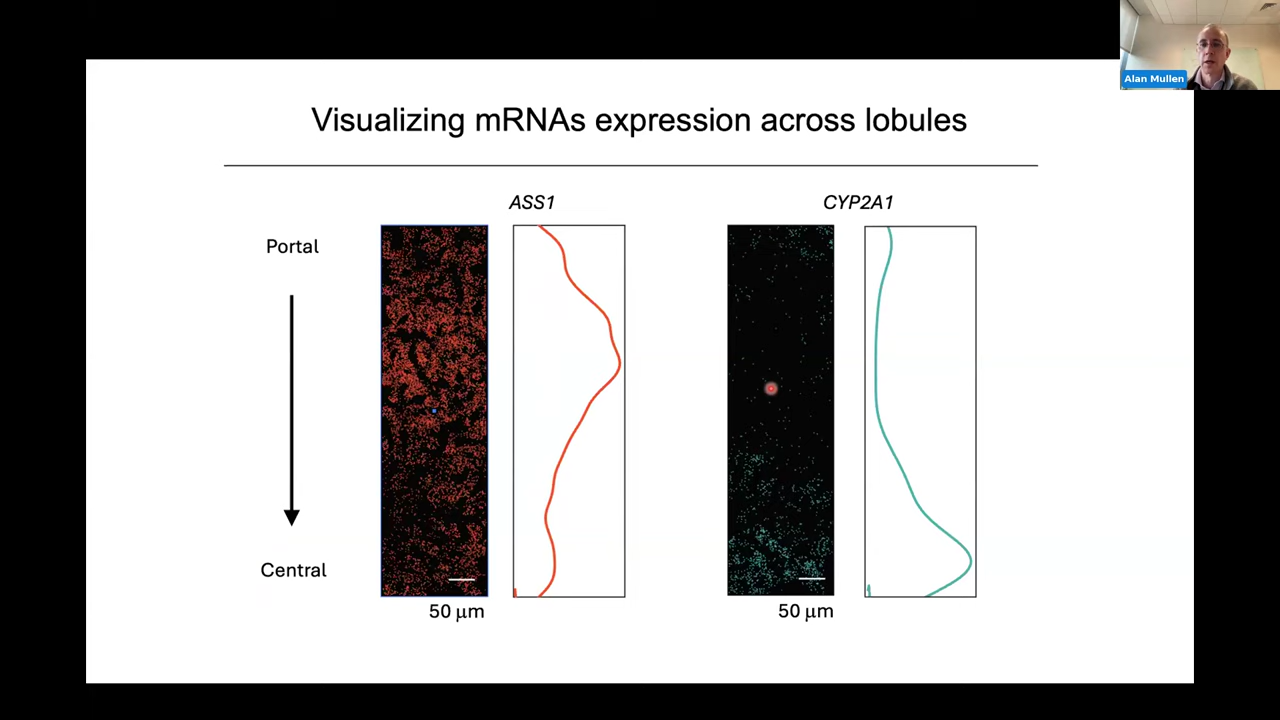 Alan Mullen
Visualizing mRNAs expression across lobules
ASS1
CYP2A1
Portal
Central
50 μm
50 μm